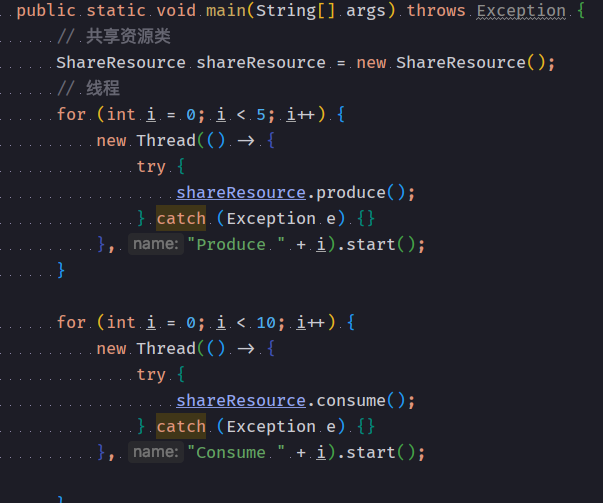 public static void main(String[] args) throws Exception {
// 共享资源类
ShareResource shareResource = new ShareResource();
// 线程
for (int i = 0; i < 5; i++) {
new Thread(() -> {
try {
shareResource.produce();
} catch (Exception e) {}
}, name: "Produce " + i).start();
}
for (int i = 0; i < 10; i++) {
new Thread(() -> {
try {
shareResource.consume();
} catch (Exception e) {}
}, name: "Consume " + i).start();
}